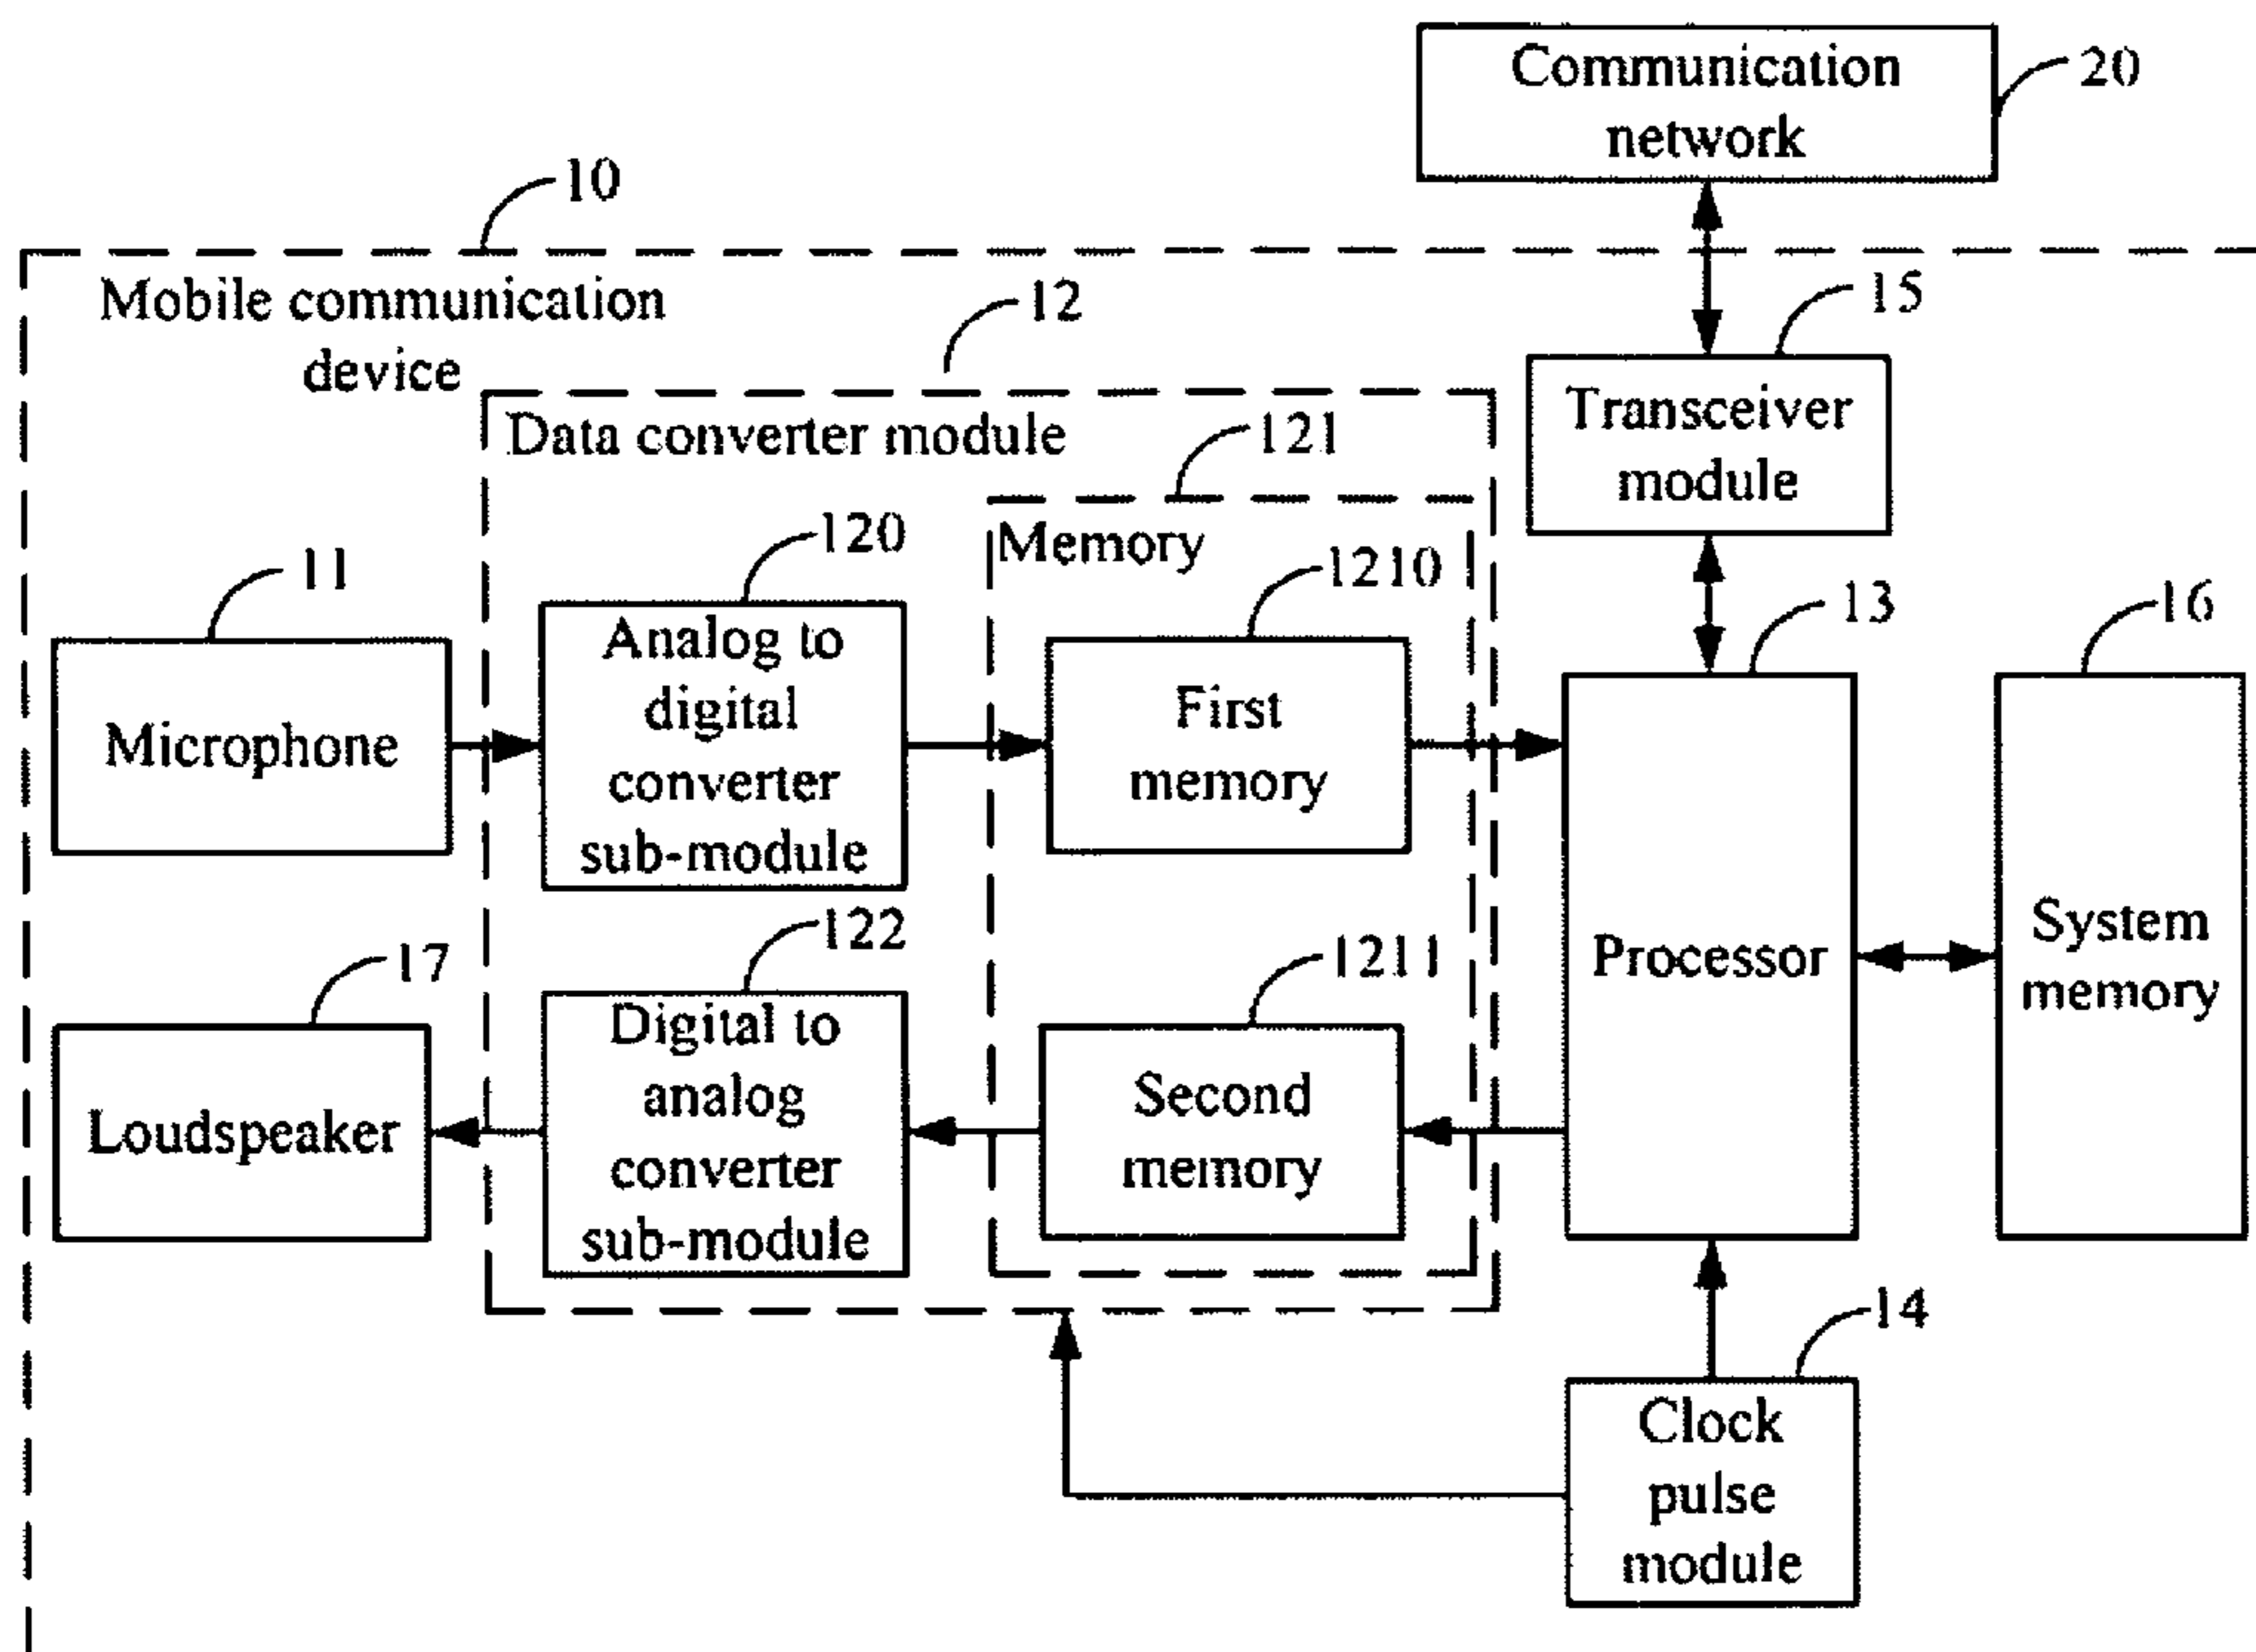 Communication
network
20
10
Mobile communication
device
12
15
Transceiver
module
Data converter module
121
Memory
120
1210
11
13
16
Microphone
Analog to
digital
converter
sub-module
First
memory
Processor
System
memory
17
122
1211
Loudspeaker
Digital to
analog
converter
sub-module
Second
memory
14
Clock
pulse
module